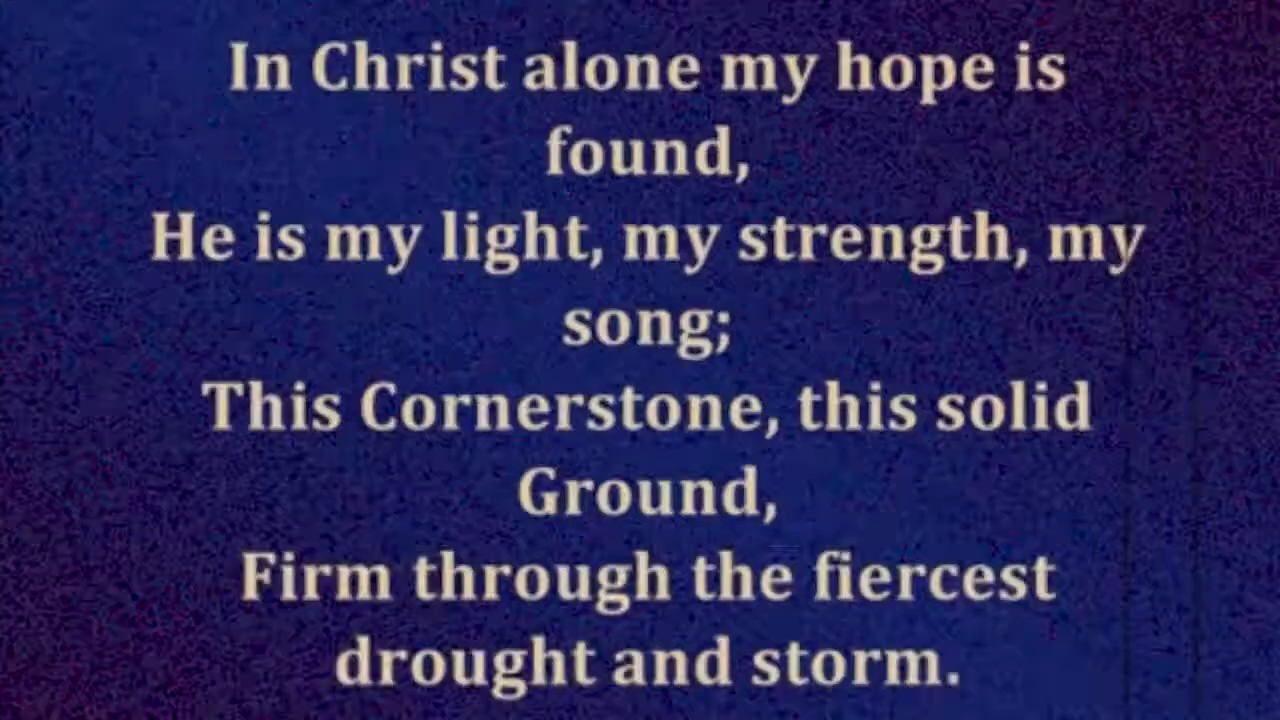 In Christ alone my hope is
found,
He is my light, my strength, my
song;
This Cornerstone, this solid
Ground,
Firm through the fiercest
drought and storm.